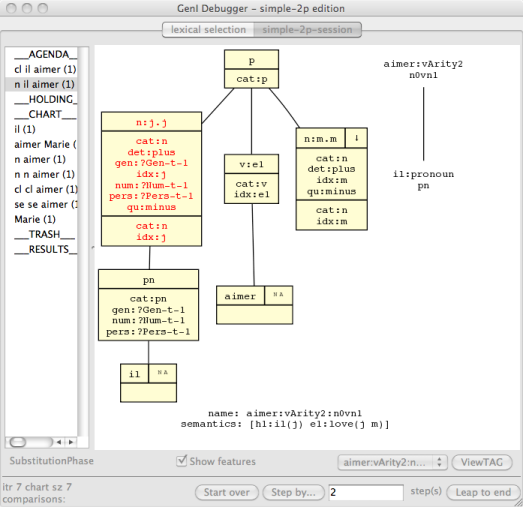 GenI Debugger - simple-2p edition
lexical selection
simple-2p-session
___AGENDA__
cl il aimer (1)
n il aimer (1)
___HOLDING_
___CHART___
il (1)
aimer Marie (
n aimer (1)
n n aimer (1)
cl cl aimer (1)
se se aimer (
Marie (1)
___TRASH___
___RESULTS__
p
cat:p
n:j.j
cat:n
det:plus
gen:?Gen-t-1
idx:j
num:?Num-t-1
pers:?Pers-t-1
qu:minus
cat:n
idx:j
v:e1
cat:v
idx:e1
n:m.m ↓
cat:n
det:plus
idx:m
qu:minus
cat:n
idx:m
pn
cat:pn
gen:?Gen-t-1
num:?Num-t-1
pers:?Pers-t-1
aimer NA
il NA
aimer:vArity2
n0vn1
il:pronoun
pn
name: aimer:vArity2:n0vn1
semantics: [h1:il(j) e1:love(j m)]
SubstitutionPhase
Show features
aimer:vArity2:n...
ViewTAG
itr 7 chart sz 7
comparisons:
Start over
Step by...
2
step(s)
Leap to end